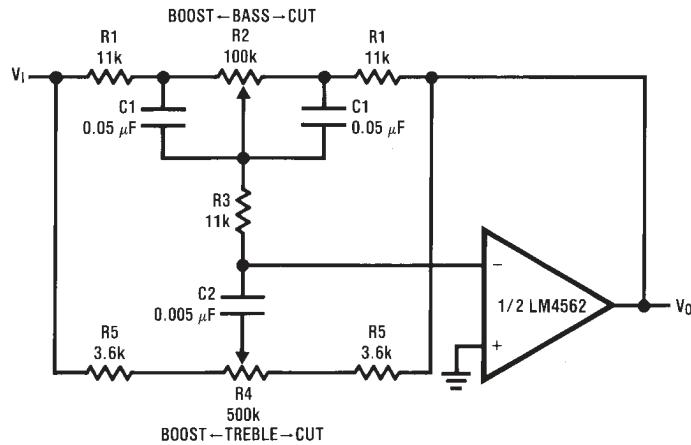 BOOST←BASS→CUT
R1
11k
R2
100k
R1
11k
VI
C1
0.05 μF
C1
0.05 μF
R3
11k
C2
0.005 μF
−
+
1/2 LM4562
VO
R5
3.6k
R5
3.6k
R4
500k
BOOST←TREBLE→CUT